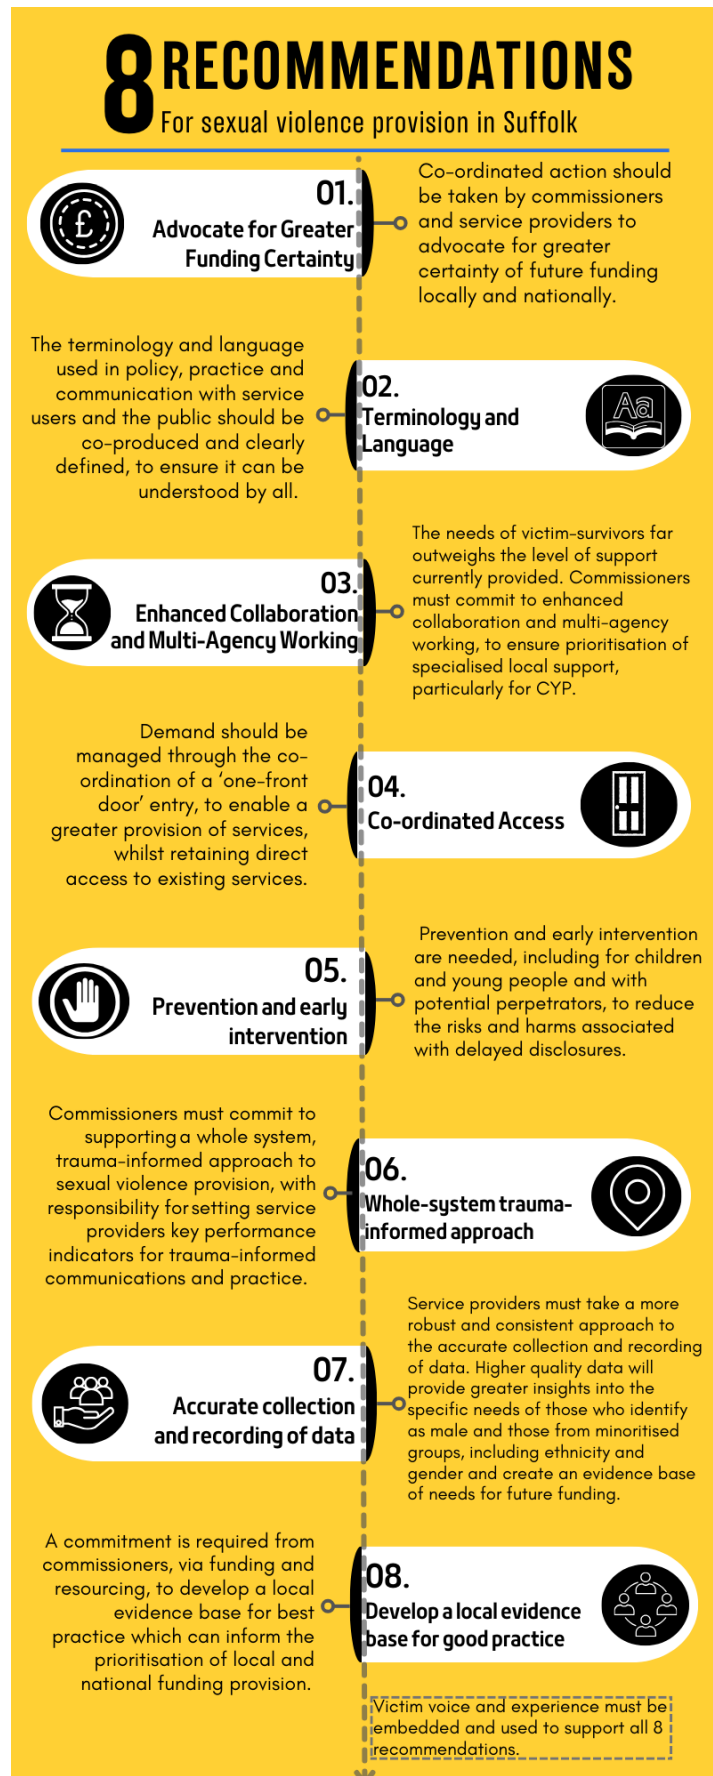 8 RECOMMENDATIONS
For sexual violence provision in Suffolk
£
01.
Advocate for Greater
Funding Certainty
Co-ordinated action should
be taken by commissioners
and service providers to
advocate for greater
certainty of future funding
locally and nationally.
The terminology and language
used in policy, practice and
communication with service
users and the public should be
co-produced and clearly
defined, to ensure it can be
understood by all.
02.
Terminology and
Language
Aa
03.
Enhanced Collaboration
and Multi-Agency Working
The needs of victim-survivors far
outweighs the level of support
currently provided. Commissioners
must commit to enhanced
collaboration and multi-agency
working, to ensure prioritisation of
specialised local support,
particularly for CYP.
Demand should be
managed through the co-
ordination of a ‘one-front
door’ entry, to enable a
greater provision of services,
whilst retaining direct
access to existing services.
04.
Co-ordinated Access
05.
Prevention and early
intervention
Prevention and early intervention
are needed, including for children
and young people and with
potential perpetrators, to reduce
the risks and harms associated
with delayed disclosures.
Commissioners must commit to
supporting a whole system,
trauma-informed approach to
sexual violence provision, with
responsibility for setting service
providers key performance
indicators for trauma-informed
communications and practice.
06.
Whole-system trauma-
informed approach
07.
Accurate collection
and recording of data
Service providers must take a more
robust and consistent approach to
the accurate collection and recording
of data. Higher quality data will
provide greater insights into the
specific needs of those who identify
as male and those from minoritised
groups, including ethnicity and
gender and create an evidence base
of needs for future funding.
A commitment is required from
commissioners, via funding and
resourcing, to develop a local
evidence base for best
practice which can inform the
prioritisation of local and
national funding provision.
08.
Develop a local evidence
base for good practice
Victim voice and experience must be
embedded and used to support all 8
recommendations.